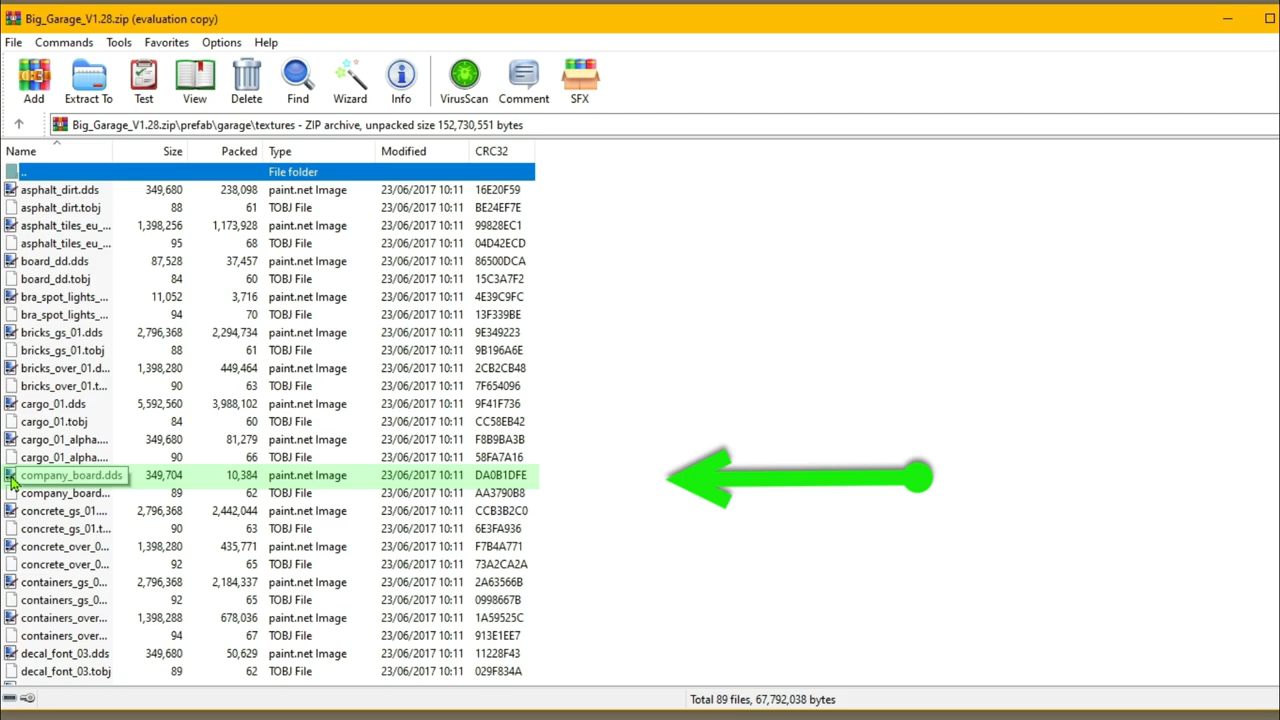 Big_Garage_V1.28.zip (evaluation copy)
File Commands Tools Favorites Options Help
Add Extract To Test View Delete Find Wizard Info VirusScan Comment SFX
Big_Garage_V1.28.zip\prefab\garage\textures - ZIP archive, unpacked size 152,730,551 bytes
Name Size Packed Type Modified CRC32
.. File folder
asphalt_dirt.dds 349,680 238,098 paint.net Image 23/06/2017 10:11 16E20F59
asphalt_dirt.tobj 88 61 TOBJ File 23/06/2017 10:11 BE24EF7E
asphalt_tiles_eu_... 1,398,256 1,173,928 paint.net Image 23/06/2017 10:11 99828EC1
asphalt_tiles_eu_... 95 68 TOBJ File 23/06/2017 10:11 04D42ECD
board_dd.dds 87,528 37,457 paint.net Image 23/06/2017 10:11 86500DCA
board_dd.tobj 84 60 TOBJ File 23/06/2017 10:11 15C3A7F2
bra_spot_lights_... 11,052 3,716 paint.net Image 23/06/2017 10:11 4E39C9FC
bra_spot_lights_... 94 70 TOBJ File 23/06/2017 10:11 13F339BE
bricks_gs_01.dds 2,796,368 2,294,734 paint.net Image 23/06/2017 10:11 9E349223
bricks_gs_01.tobj 88 61 TOBJ File 23/06/2017 10:11 9B196A6E
bricks_over_01.d... 1,398,280 449,464 paint.net Image 23/06/2017 10:11 2CB2CB48
bricks_over_01.t... 90 63 TOBJ File 23/06/2017 10:11 7F654096
cargo_01.dds 5,592,560 3,988,102 paint.net Image 23/06/2017 10:11 9F41F736
cargo_01.tobj 84 60 TOBJ File 23/06/2017 10:11 CC58EB42
cargo_01_alpha.... 349,680 81,279 paint.net Image 23/06/2017 10:11 F8B9BA3B
cargo_01_alpha.... 90 66 TOBJ File 23/06/2017 10:11 58FA7A16
company_board.dds 349,704 10,384 paint.net Image 23/06/2017 10:11 DA0B1DFE
company_board... 89 62 TOBJ File 23/06/2017 10:11 AA3790B8
concrete_gs_01.... 2,796,368 2,442,044 paint.net Image 23/06/2017 10:11 CCB3B2C0
concrete_gs_01.t... 90 63 TOBJ File 23/06/2017 10:11 6E3FA936
concrete_over_0... 1,398,280 435,771 paint.net Image 23/06/2017 10:11 F7B4A771
concrete_over_0... 92 65 TOBJ File 23/06/2017 10:11 73A2CA2A
containers_gs_0... 2,796,368 2,184,337 paint.net Image 23/06/2017 10:11 2A63566B
containers_gs_0... 92 65 TOBJ File 23/06/2017 10:11 0998667B
containers_over... 1,398,288 678,036 paint.net Image 23/06/2017 10:11 1A59525C
containers_over... 94 67 TOBJ File 23/06/2017 10:11 913E1EE7
decal_font_03.dds 349,680 50,629 paint.net Image 23/06/2017 10:11 11228F43
decal_font_03.tobj 89 62 TOBJ File 23/06/2017 10:11 029F834A
Total 89 files, 67,792,038 bytes